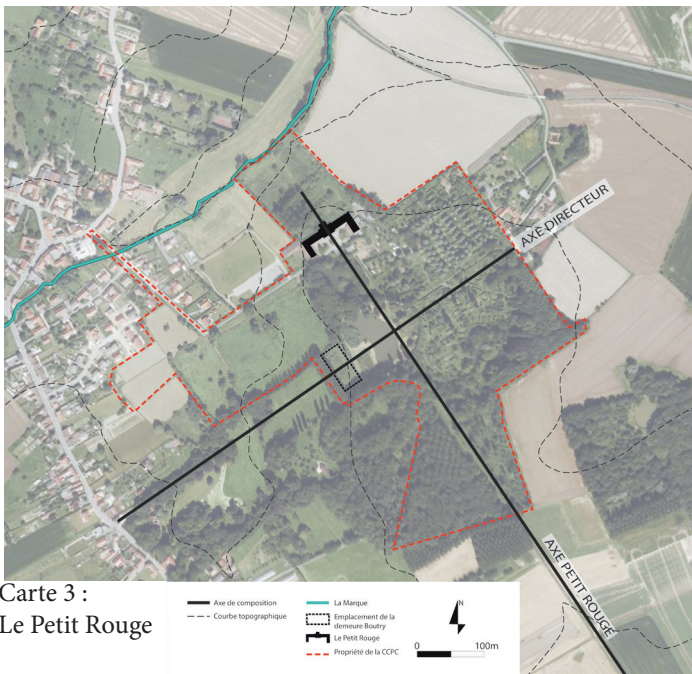 AXE DIRECTEUR
AXE PETIT ROUGE
Carte 3 :
Le Petit Rouge
Axe de composition
Courbe topographique
La Marque
Emplacement de la
demeure Boutry
Le Petit Rouge
Propriété de la CCPC
N
0 100m